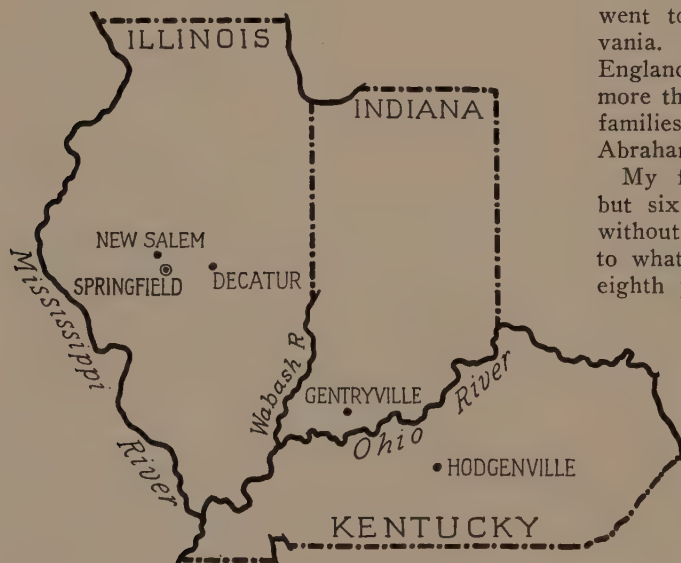 ILLINOIS
INDIANA
NEW SALEM
SPRINGFIELD
DECATUR
Mississippi
River
Wabash R
GENTRYVILLE
Ohio
River
HODGENVILLE
KENTUCKY
went to
vania.
England
more th
families
Abraha
My f
but six
without
to what
eighth